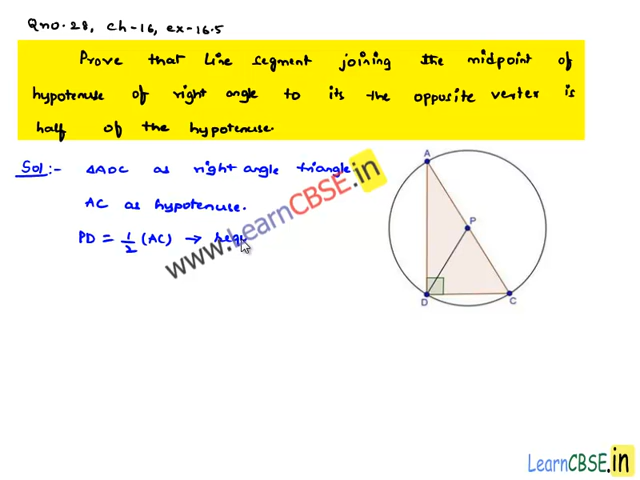 Qno.28, ch-16, ex-16.5
Prove that line segment joining the midpoint of
hypotenuse of right angle to its the opposite vertex is
half of the hypotenuse.
Sol:- ΔADC as right angle triangle
AC as hypotenuse.
PD = 1/2 (AC) → requ
www.LearnCBSE.in
A
P
D
C
LearnCBSE.in